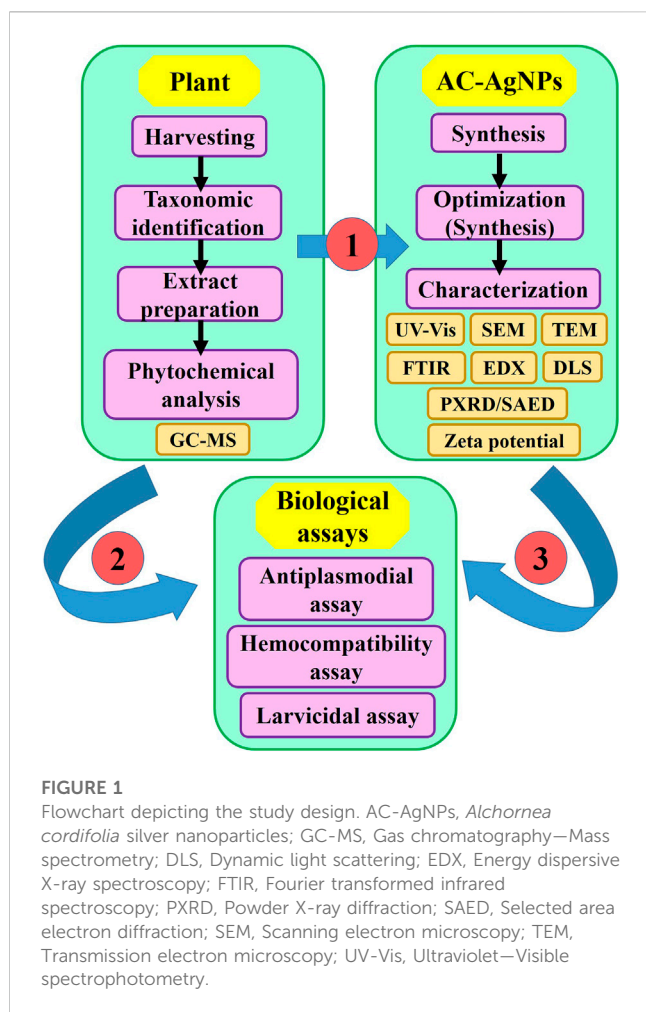 Plant
Harvesting
Taxonomic
identification
Extract
preparation
Phytochemical
analysis
GC-MS
1
AC-AgNPs
Synthesis
Optimization
(Synthesis)
Characterization
UV-Vis SEM TEM
FTIR EDX DLS
PXRD/SAED
Zeta potential
2
Biological
assays
Antiplasmodial
assay
Hemocompatibility
assay
Larvicidal assay
3
FIGURE 1
Flowchart depicting the study design. AC-AgNPs, Alchornea
cordifolia silver nanoparticles; GC-MS, Gas chromatography—Mass
spectrometry; DLS, Dynamic light scattering; EDX, Energy dispersive
X-ray spectroscopy; FTIR, Fourier transformed infrared
spectroscopy; PXRD, Powder X-ray diffraction; SAED, Selected area
electron diffraction; SEM, Scanning electron microscopy; TEM,
Transmission electron microscopy; UV-Vis, Ultraviolet—Visible
spectrophotometry.